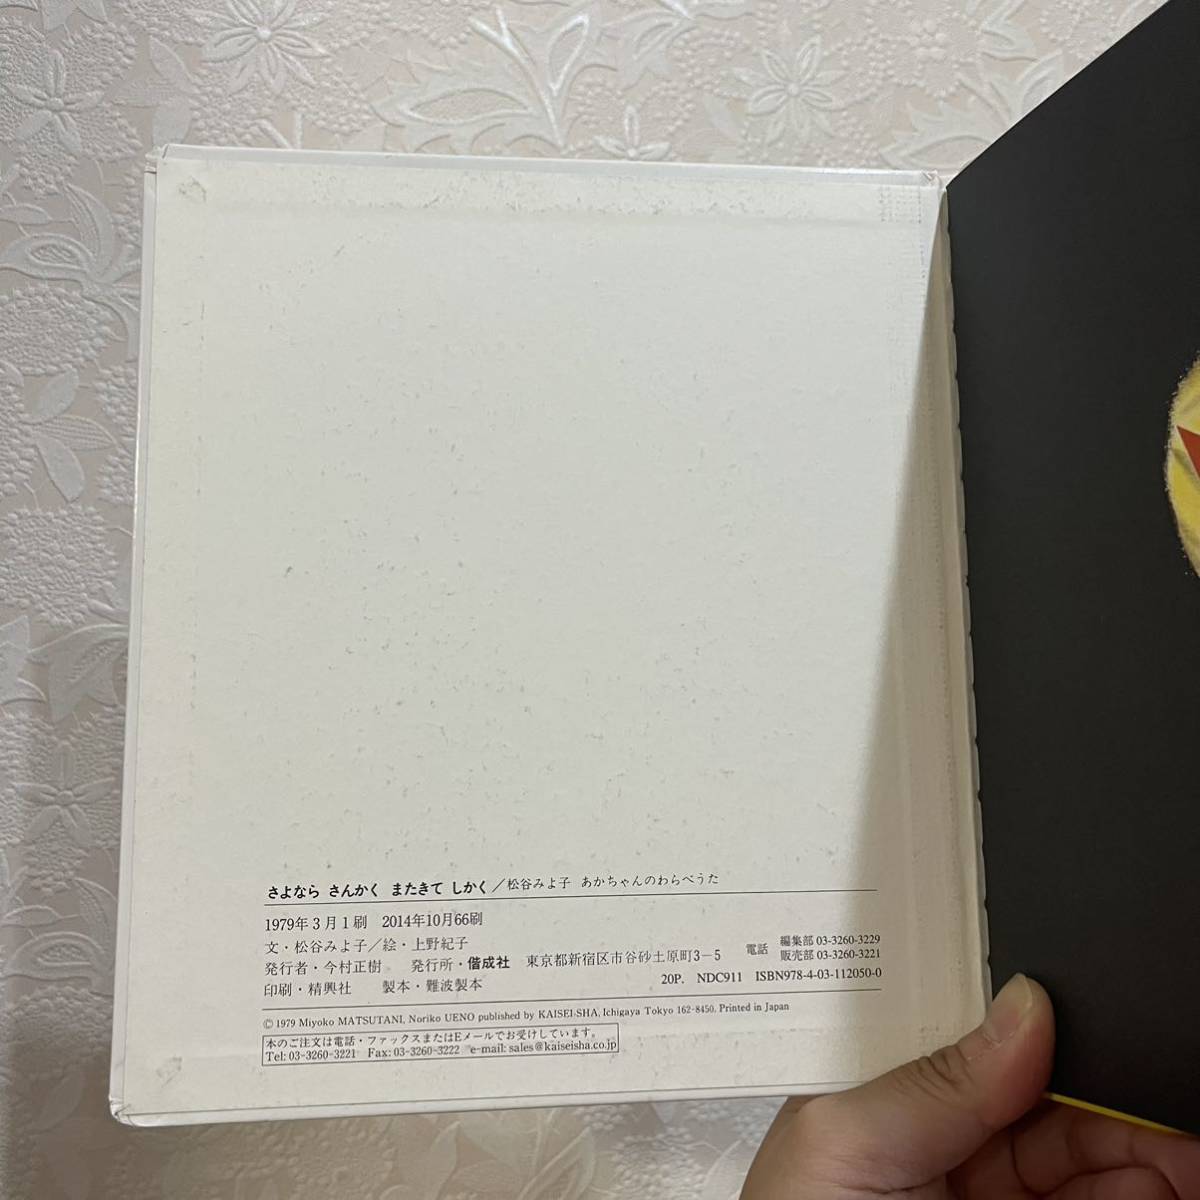 さよなら さんかく またきて しかく／松谷みよ子 あかちゃんのわらべうた
1979年3月1刷 2014年10月66刷
文・松谷みよ子／絵・上野紀子
発行者・今村正樹 発行所・偕成社 東京都新宿区市谷砂土原町3−5 電話 編集部 03-3260-3229
販売部 03-3260-3221
印刷・精興社 製本・難波製本 20P. NDC911 ISBN978-4-03-112050-0
© 1979 Miyoko MATSUTANI, Noriko UENO published by KAISEI-SHA, Ichigaya Tokyo 162-8450. Printed in Japan
本のご注文は電話・ファックスまたはEメールでお受けしています。
Tel: 03-3260-3221 Fax: 03-3260-3222 e-mail: sales@kaiseisha.co.jp